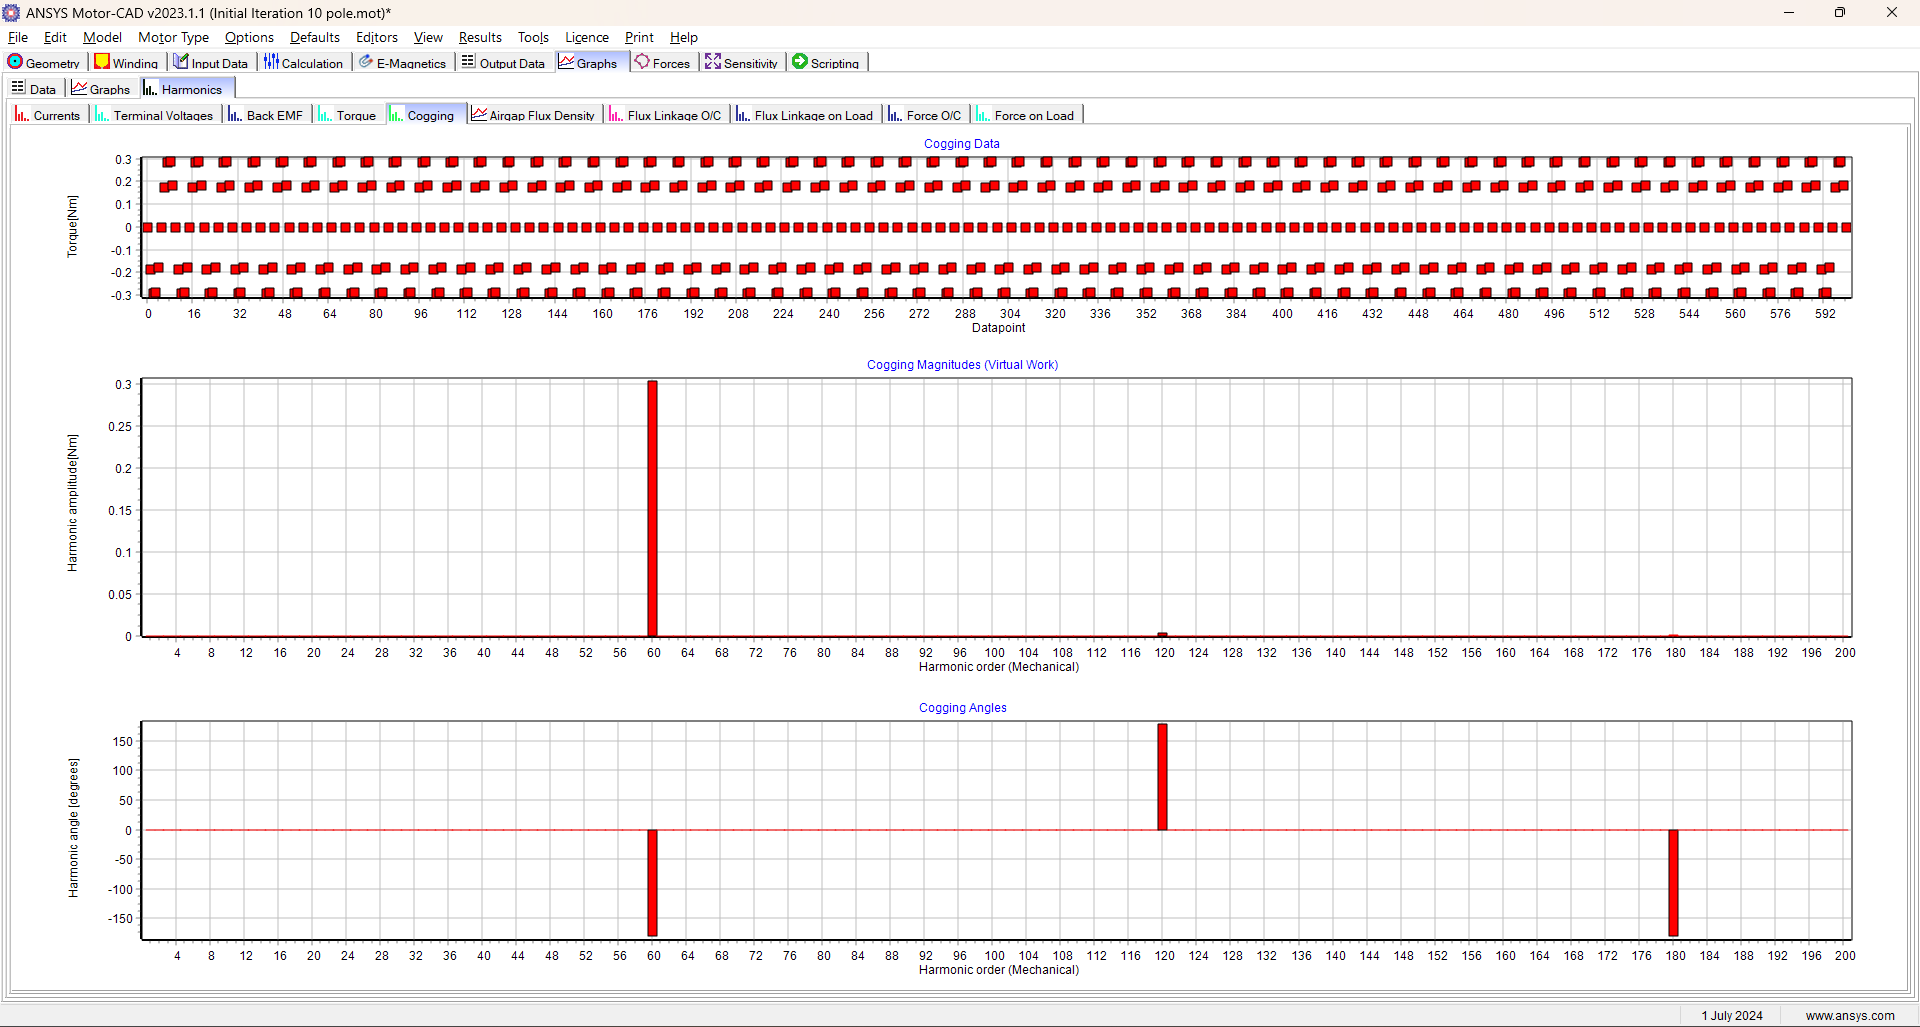 ANSYS Motor-CAD v2023.1.1 (Initial Iteration 10 pole.mot)*
File Edit Model Motor Type Options Defaults Editors View Results Tools Licence Print Help
Geometry Winding Input Data Calculation E-Magnetics Output Data Graphs Forces Sensitivity Scripting
Data Graphs Harmonics
Currents Terminal Voltages Back EMF Torque Cogging Airgap Flux Density Flux Linkage O/C Flux Linkage on Load Force O/C Force on Load
Cogging Data
Torque[Nm]
0.3
0.2
0.1
0
-0.1
-0.2
-0.3
0 16 32 48 64 80 96 112 128 144 160 176 192 208 224 240 256 272 288 304 320 336 352 368 384 400 416 432 448 464 480 496 512 528 544 560 576 592
Datapoint
Cogging Magnitudes (Virtual Work)
Harmonic amplitude[Nm]
0.3
0.25
0.2
0.15
0.1
0.05
0
4 8 12 16 20 24 28 32 36 40 44 48 52 56 60 64 68 72 76 80 84 88 92 96 100 104 108 112 116 120 124 128 132 136 140 144 148 152 156 160 164 168 172 176 180 184 188 192 196 200
Harmonic order (Mechanical)
Cogging Angles
Harmonic angle [degrees]
150
100
50
0
-50
-100
-150
4 8 12 16 20 24 28 32 36 40 44 48 52 56 60 64 68 72 76 80 84 88 92 96 100 104 108 112 116 120 124 128 132 136 140 144 148 152 156 160 164 168 172 176 180 184 188 192 196 200
Harmonic order (Mechanical)
1 July 2024 www.ansys.com